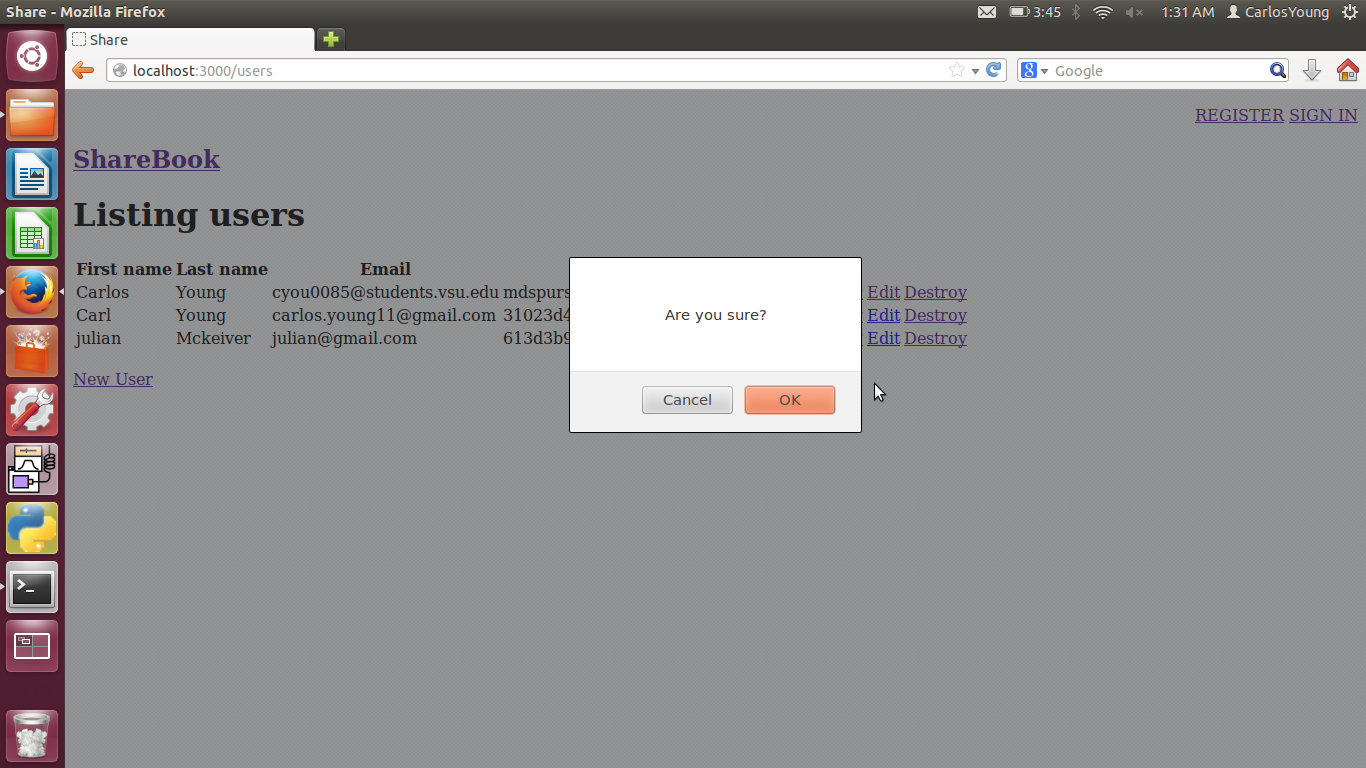 Share - Mozilla Firefox
3:45 1:31 AM CarlosYoung
Share
localhost:3000/users
Google
REGISTER SIGN IN
ShareBook
Listing users
First name Last name Email
Carlos Young cyou0085@students.vsu.edu mdspurs Edit Destroy
Carl Young carlos.young11@gmail.com 31023d4 Edit Destroy
julian Mckeiver julian@gmail.com 613d3b9 Edit Destroy
New User
Are you sure?
Cancel OK